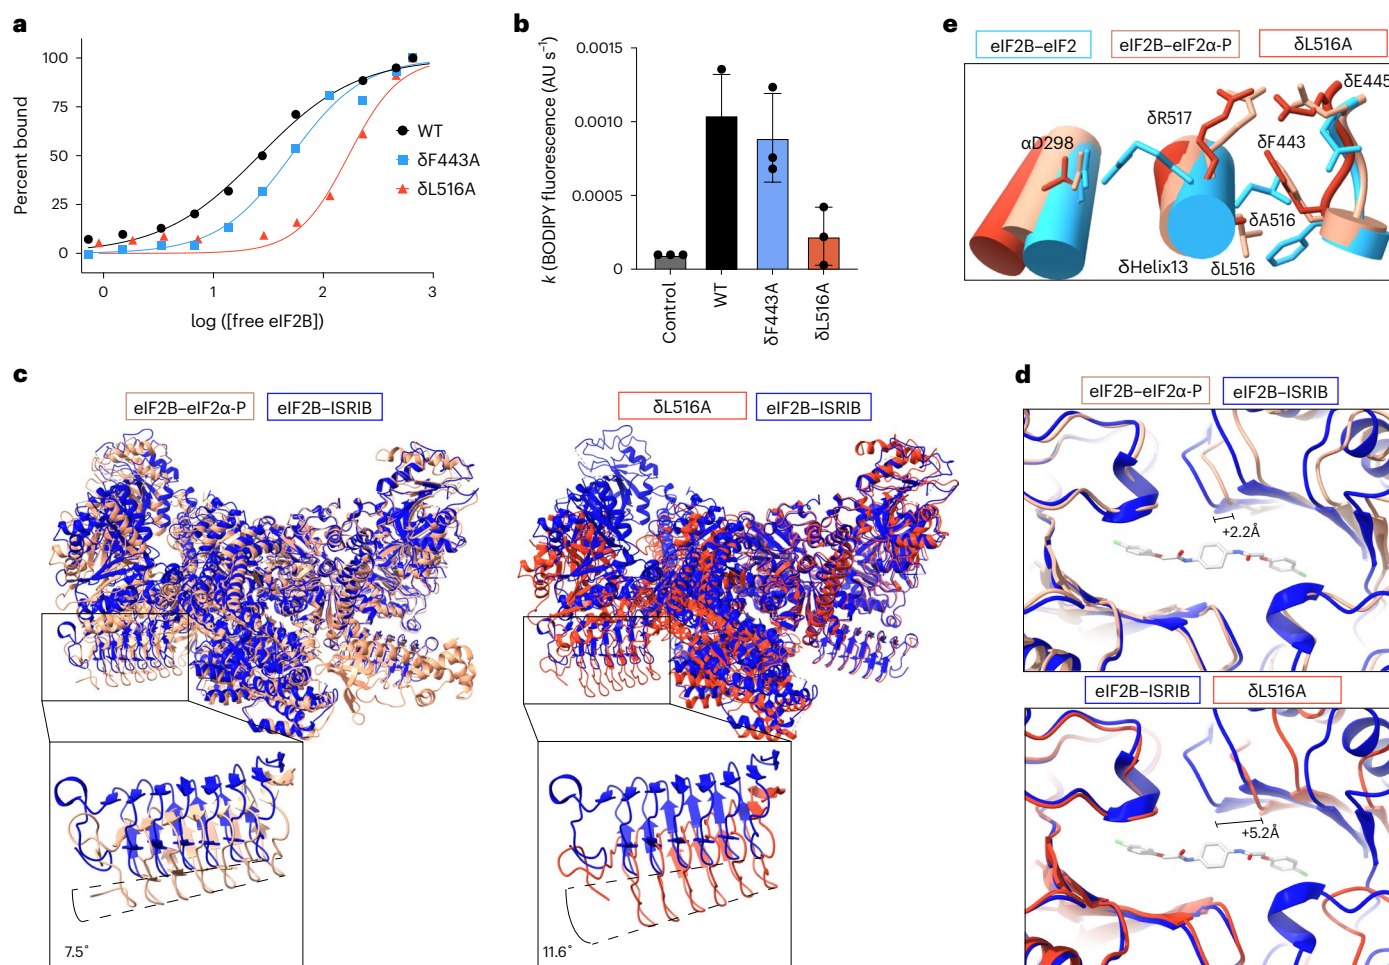 a
100
75
50
25
0
Percent bound
0
1
2
3
log ([free eIF2B])
WT
δF443A
δL516A
b
0.0015
0.0010
0.0005
0
k (BODIPY fluorescence (AU s⁻¹)
Control
WT
δF443A
δL516A
e
eIF2B–eIF2
eIF2B–eIF2α-P
δL516A
δE445
δR517
αD298
δF443
δA516
δHelix13
δL516
c
eIF2B–eIF2α-P
eIF2B–ISRIB
7.5°
δL516A
eIF2B–ISRIB
11.6°
d
eIF2B–eIF2α-P
eIF2B–ISRIB
+2.2Å
eIF2B–ISRIB
δL516A
+5.2Å